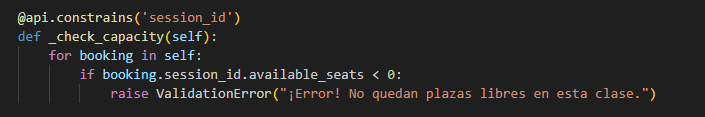 @api.constrains('session_id')
def _check_capacity(self):
    for booking in self:
        if booking.session_id.available_seats < 0:
            raise ValidationError("¡Error! No quedan plazas libres en esta clase.")